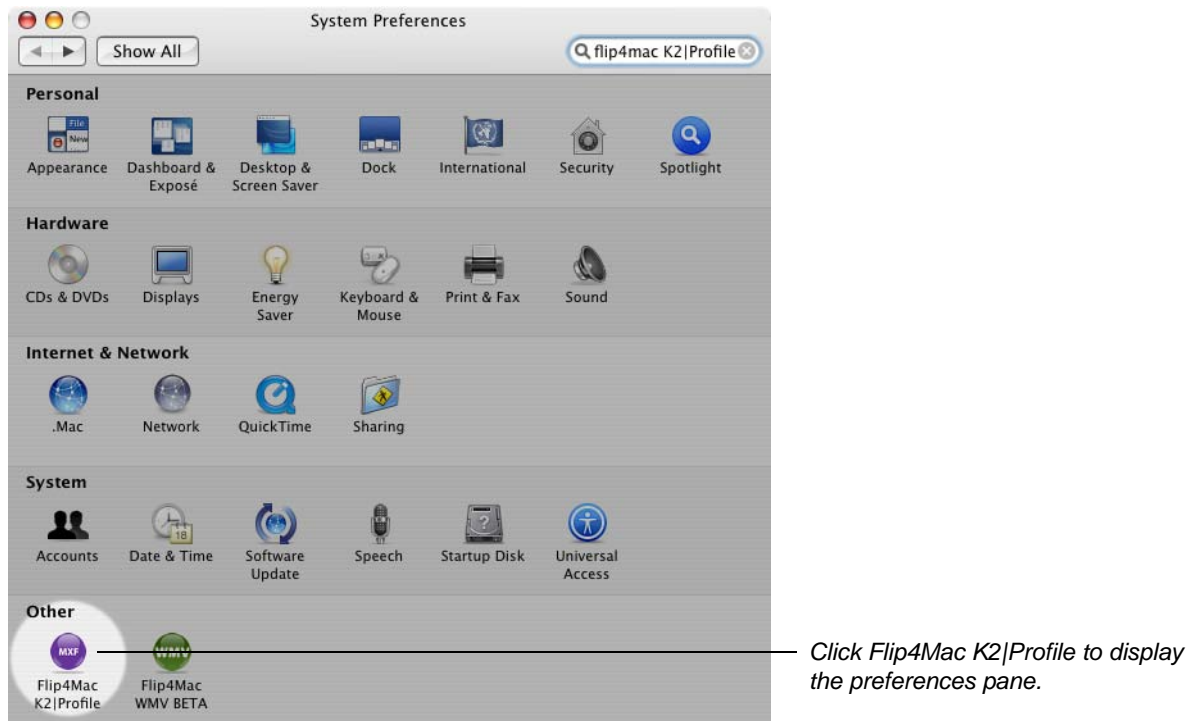 System Preferences
Show All
flip4mac K2|Profile
Personal
File
New
Appearance
Dashboard &
Exposé
Desktop &
Screen Saver
Dock
International
Security
Spotlight
Hardware
CDs & DVDs
Displays
Energy
Saver
Keyboard &
Mouse
Print & Fax
Sound
Internet & Network
.Mac
Network
QuickTime
Sharing
System
18
?
Accounts
Date & Time
Software
Update
Speech
Startup Disk
Universal
Access
Other
MXF
WMV
Flip4Mac
K2|Profile
Flip4Mac
WMV BETA
Click Flip4Mac K2|Profile to display
the preferences pane.